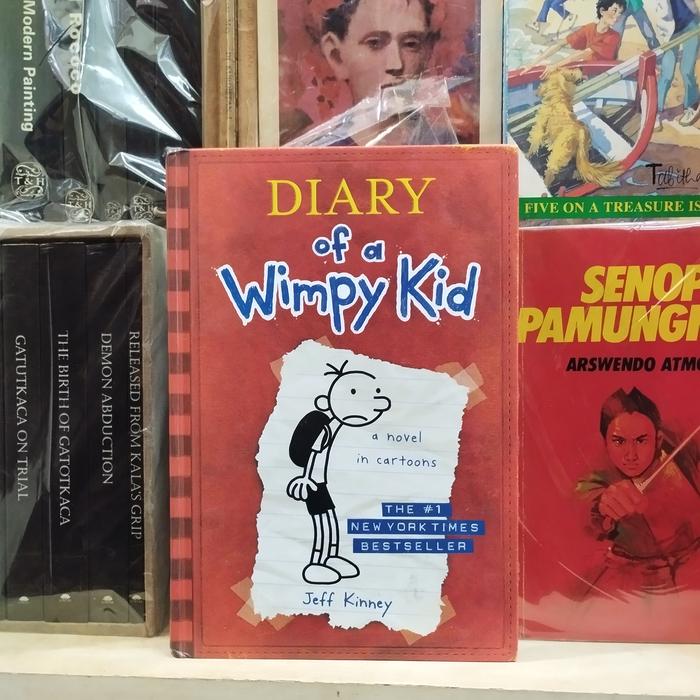 Modern Painting
Rococo
Tabitha
FIVE ON A TREASURE IS
DIARY
of a
Wimpy Kid
a novel
in cartoons
THE #1
NEW YORK TIMES
BESTSELLER
Jeff Kinney
GATUTKACA ON TRIAL
THE BIRTH OF GATOTKACA
DEMON ABDUCTION
RELEASED FROM KALA'S GRIP
SENOP
PAMUNG
ARSWENDO ATMO